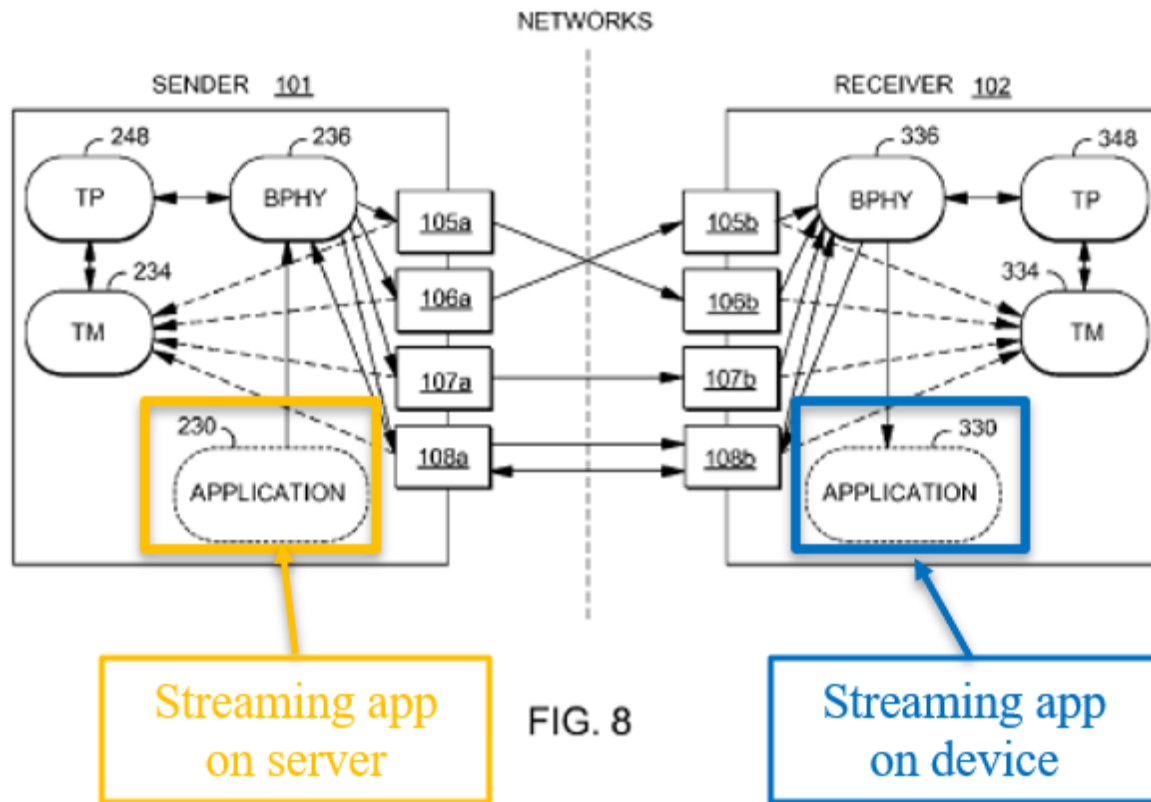 NETWORKS
SENDER 101
RECEIVER 102
248
236
336
348
TP
BPHY
BPHY
TP
105a
105b
234
334
106a
106b
TM
TM
107a
107b
230
330
108a
108b
APPLICATION
APPLICATION
Streaming app
on server
FIG. 8
Streaming app
on device